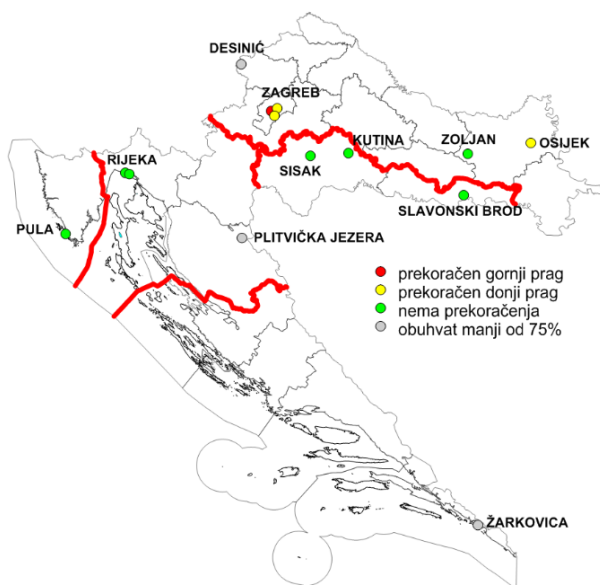 DESINIĆ
ZAGREB
KUTINA
ZOLJAN
OSIJEK
SISAK
RIJEKA
SLAVONSKI BROD
PULA
PLITVIČKA JEZERA
prekoračen gornji prag
prekoračen donji prag
nema prekoračenja
obuhvat manji od 75%
ŽARKOVICA